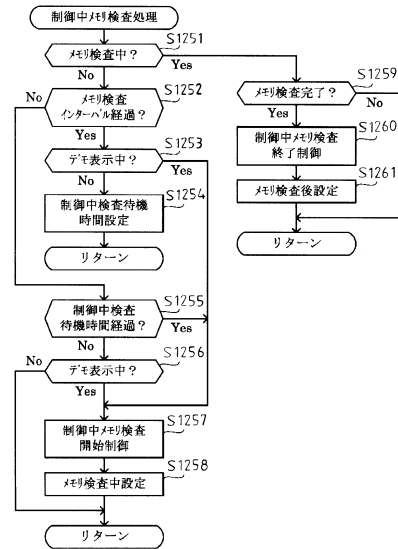 制御中メモリ検査処理
S1251
メモリ検査中?
Yes
No
S1252
No
メモリ検査
インターバル経過?
Yes
S1253
デモ表示中?
Yes
No
S1254
制御中検査待機
時間設定
リターン
S1255
制御中検査
待機時間経過?
Yes
No
S1256
No
デモ表示中?
Yes
S1257
制御中メモリ検査
開始制御
S1258
メモリ検査中設定
リターン
S1259
メモリ検査完了?
No
Yes
S1260
制御中メモリ検査
終了制御
S1261
メモリ検査後設定
リターン